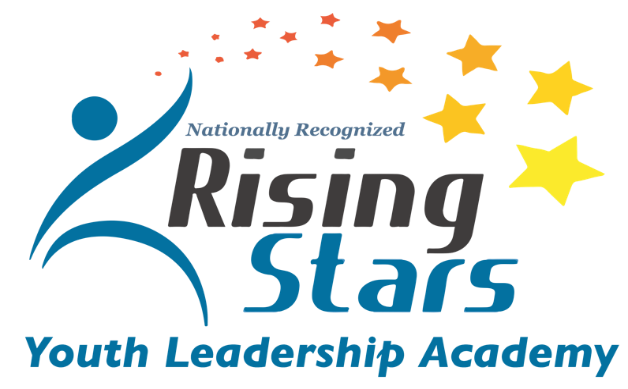 Nationally Recognized
Rising
Stars
Youth Leadership Academy